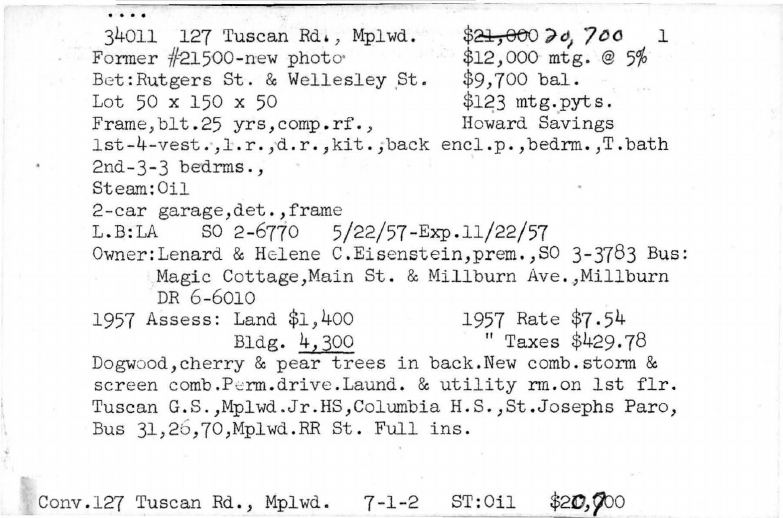 ....
34011 127 Tuscan Rd., Mplwd. $21,000 20,700 1
Former #21500-new photo $12,000 mtg. @ 5%
Bet:Rutgers St. & Wellesley St. $9,700 bal.
Lot 50 x 150 x 50 $123 mtg.pyts.
Frame,blt.25 yrs,comp.rf., Howard Savings
1st-4-vest.,l.r.,d.r.,kit.,back encl.p.,bedrm.,T.bath
2nd-3-3 bedrms.,
Steam:Oil
2-car garage,det.,frame
L.B:LA SO 2-6770 5/22/57-Exp.11/22/57
Owner:Lenard & Helene C.Eisenstein,prem.,SO 3-3783 Bus:
Magic Cottage,Main St. & Millburn Ave.,Millburn
DR 6-6010
1957 Assess: Land $1,400 1957 Rate $7.54
Bldg. 4,300 " Taxes $429.78
Dogwood,cherry & pear trees in back.New comb.storm &
screen comb.Perm.drive.Laund. & utility rm.on 1st flr.
Tuscan G.S.,Mplwd.Jr.HS,Columbia H.S.,St.Josephs Paro,
Bus 31,26,70,Mplwd.RR St. Full ins.
Conv.127 Tuscan Rd., Mplwd. 7-1-2 ST:Oil $20,700